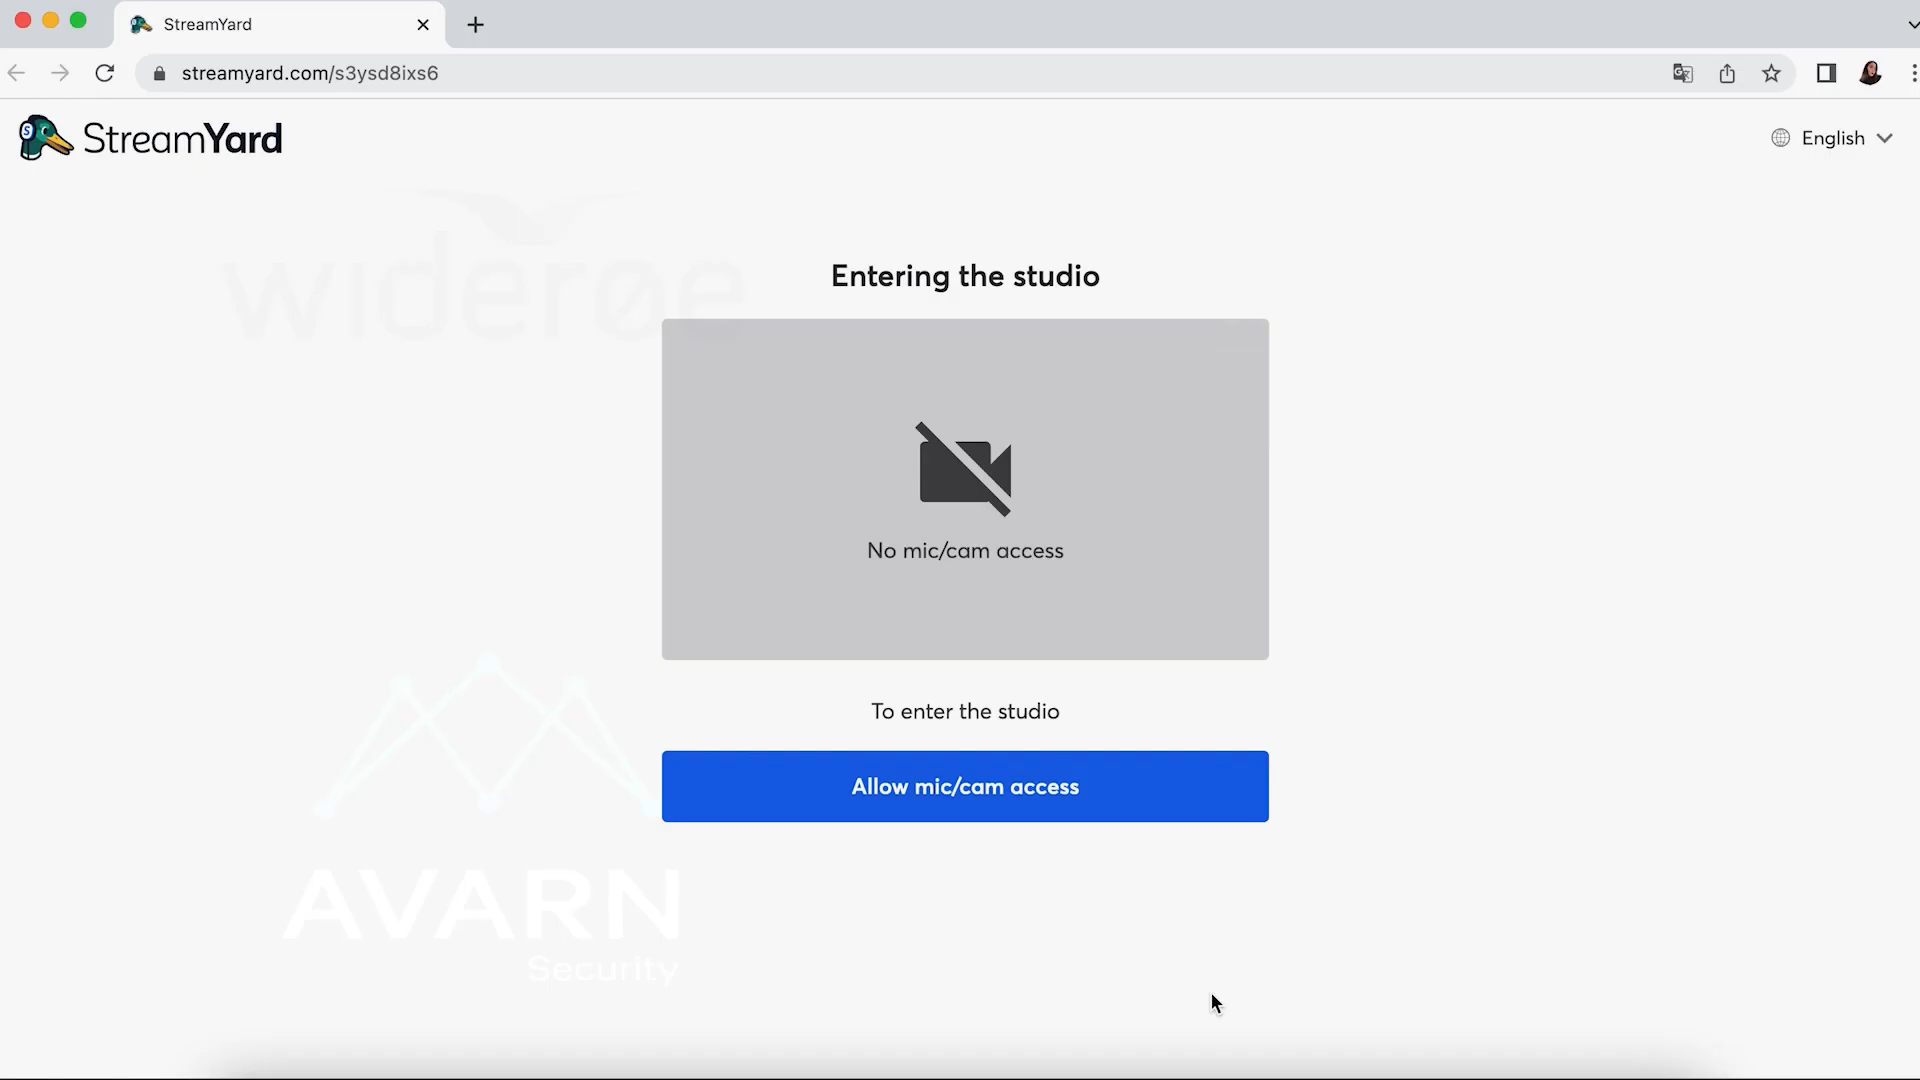 StreamYard
streamyard.com/s3ysd8ixs6
StreamYard
English
widerøe
Entering the studio
No mic/cam access
To enter the studio
Allow mic/cam access
AVARN
Security